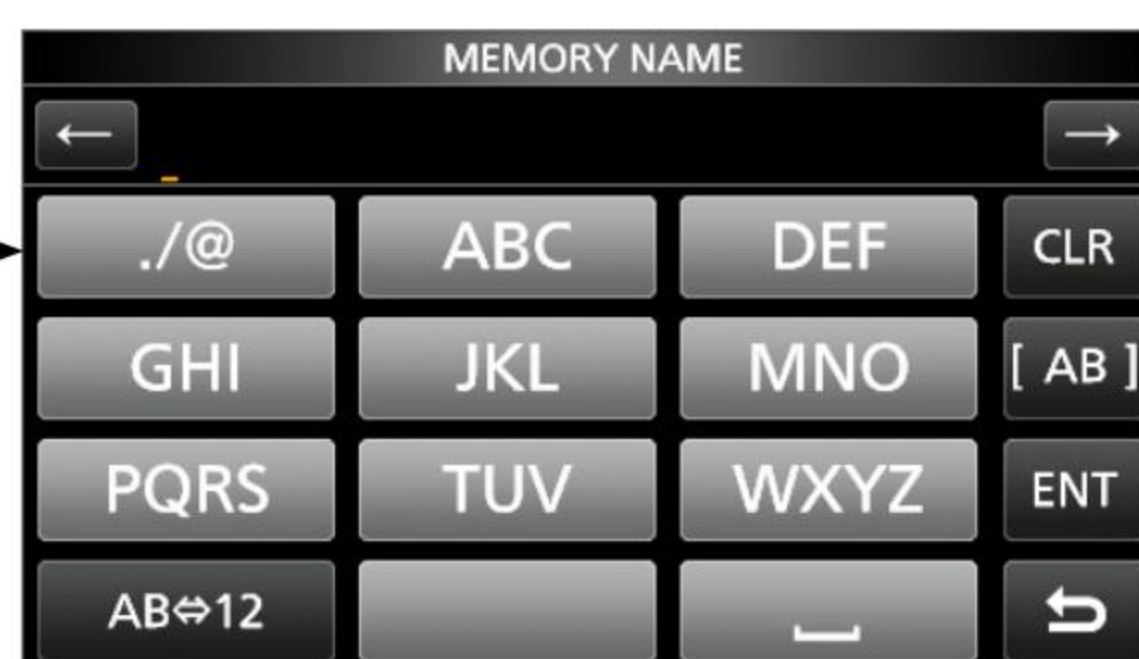 MEMORY NAME
← →
./@ ABC DEF CLR
GHI JKL MNO [ AB ]
PQRS TUV WXYZ ENT
AB⇔12 ⎵ ⮌